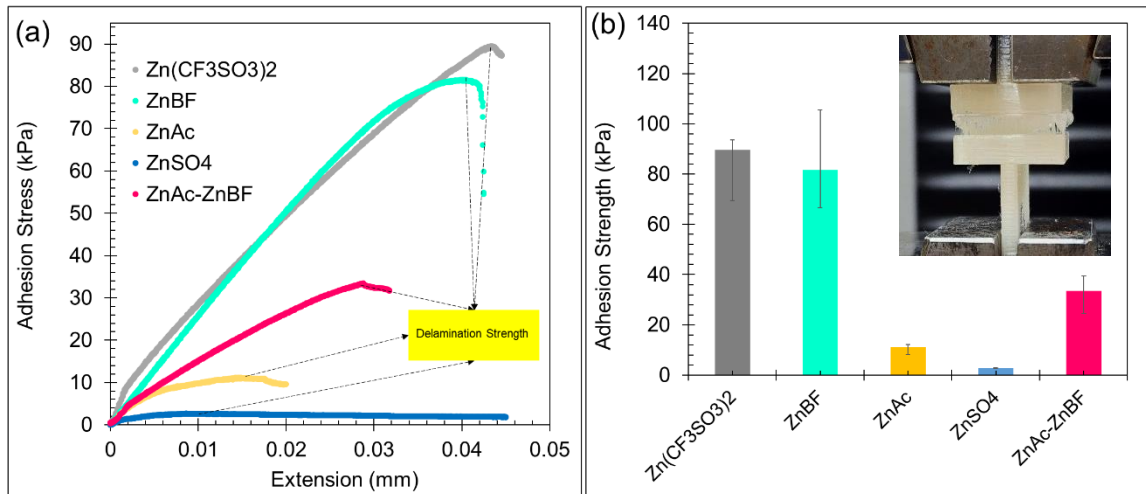 (a)
Adhesion Stress (kPa)
90
80
70
60
50
40
30
20
10
0
Zn(CF3SO3)2
ZnBF
ZnAc
ZnSO4
ZnAc-ZnBF
Delamination Strength
0.00
0.01
0.02
0.03
0.04
0.05
Extension (mm)
(b)
Adhesion Strength (kPa)
140
120
100
80
60
40
20
0
Zn(CF3SO3)2
ZnBF
ZnAc
ZnSO4
ZnAc-ZnBF